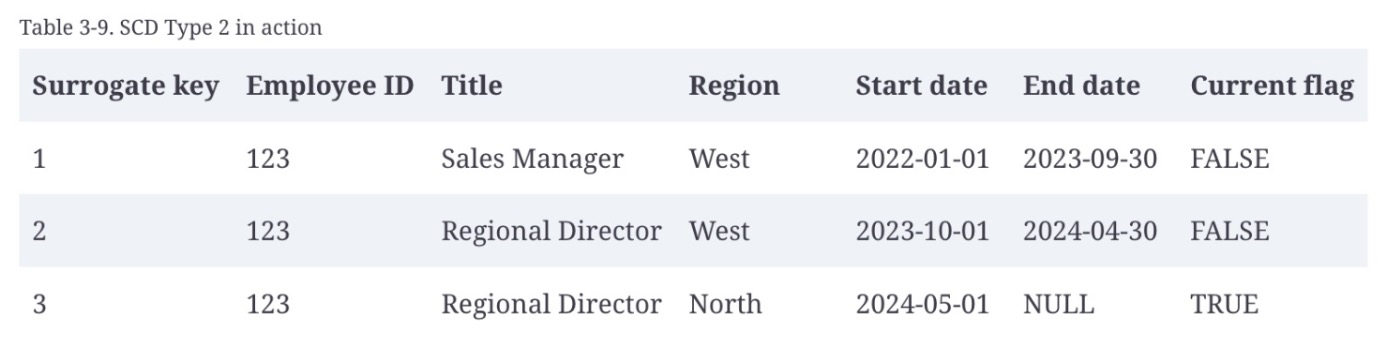 Table 3-9. SCD Type 2 in action
Surrogate key Employee ID Title Region Start date End date Current flag
1 123 Sales Manager West 2022-01-01 2023-09-30 FALSE
2 123 Regional Director West 2023-10-01 2024-04-30 FALSE
3 123 Regional Director North 2024-05-01 NULL TRUE